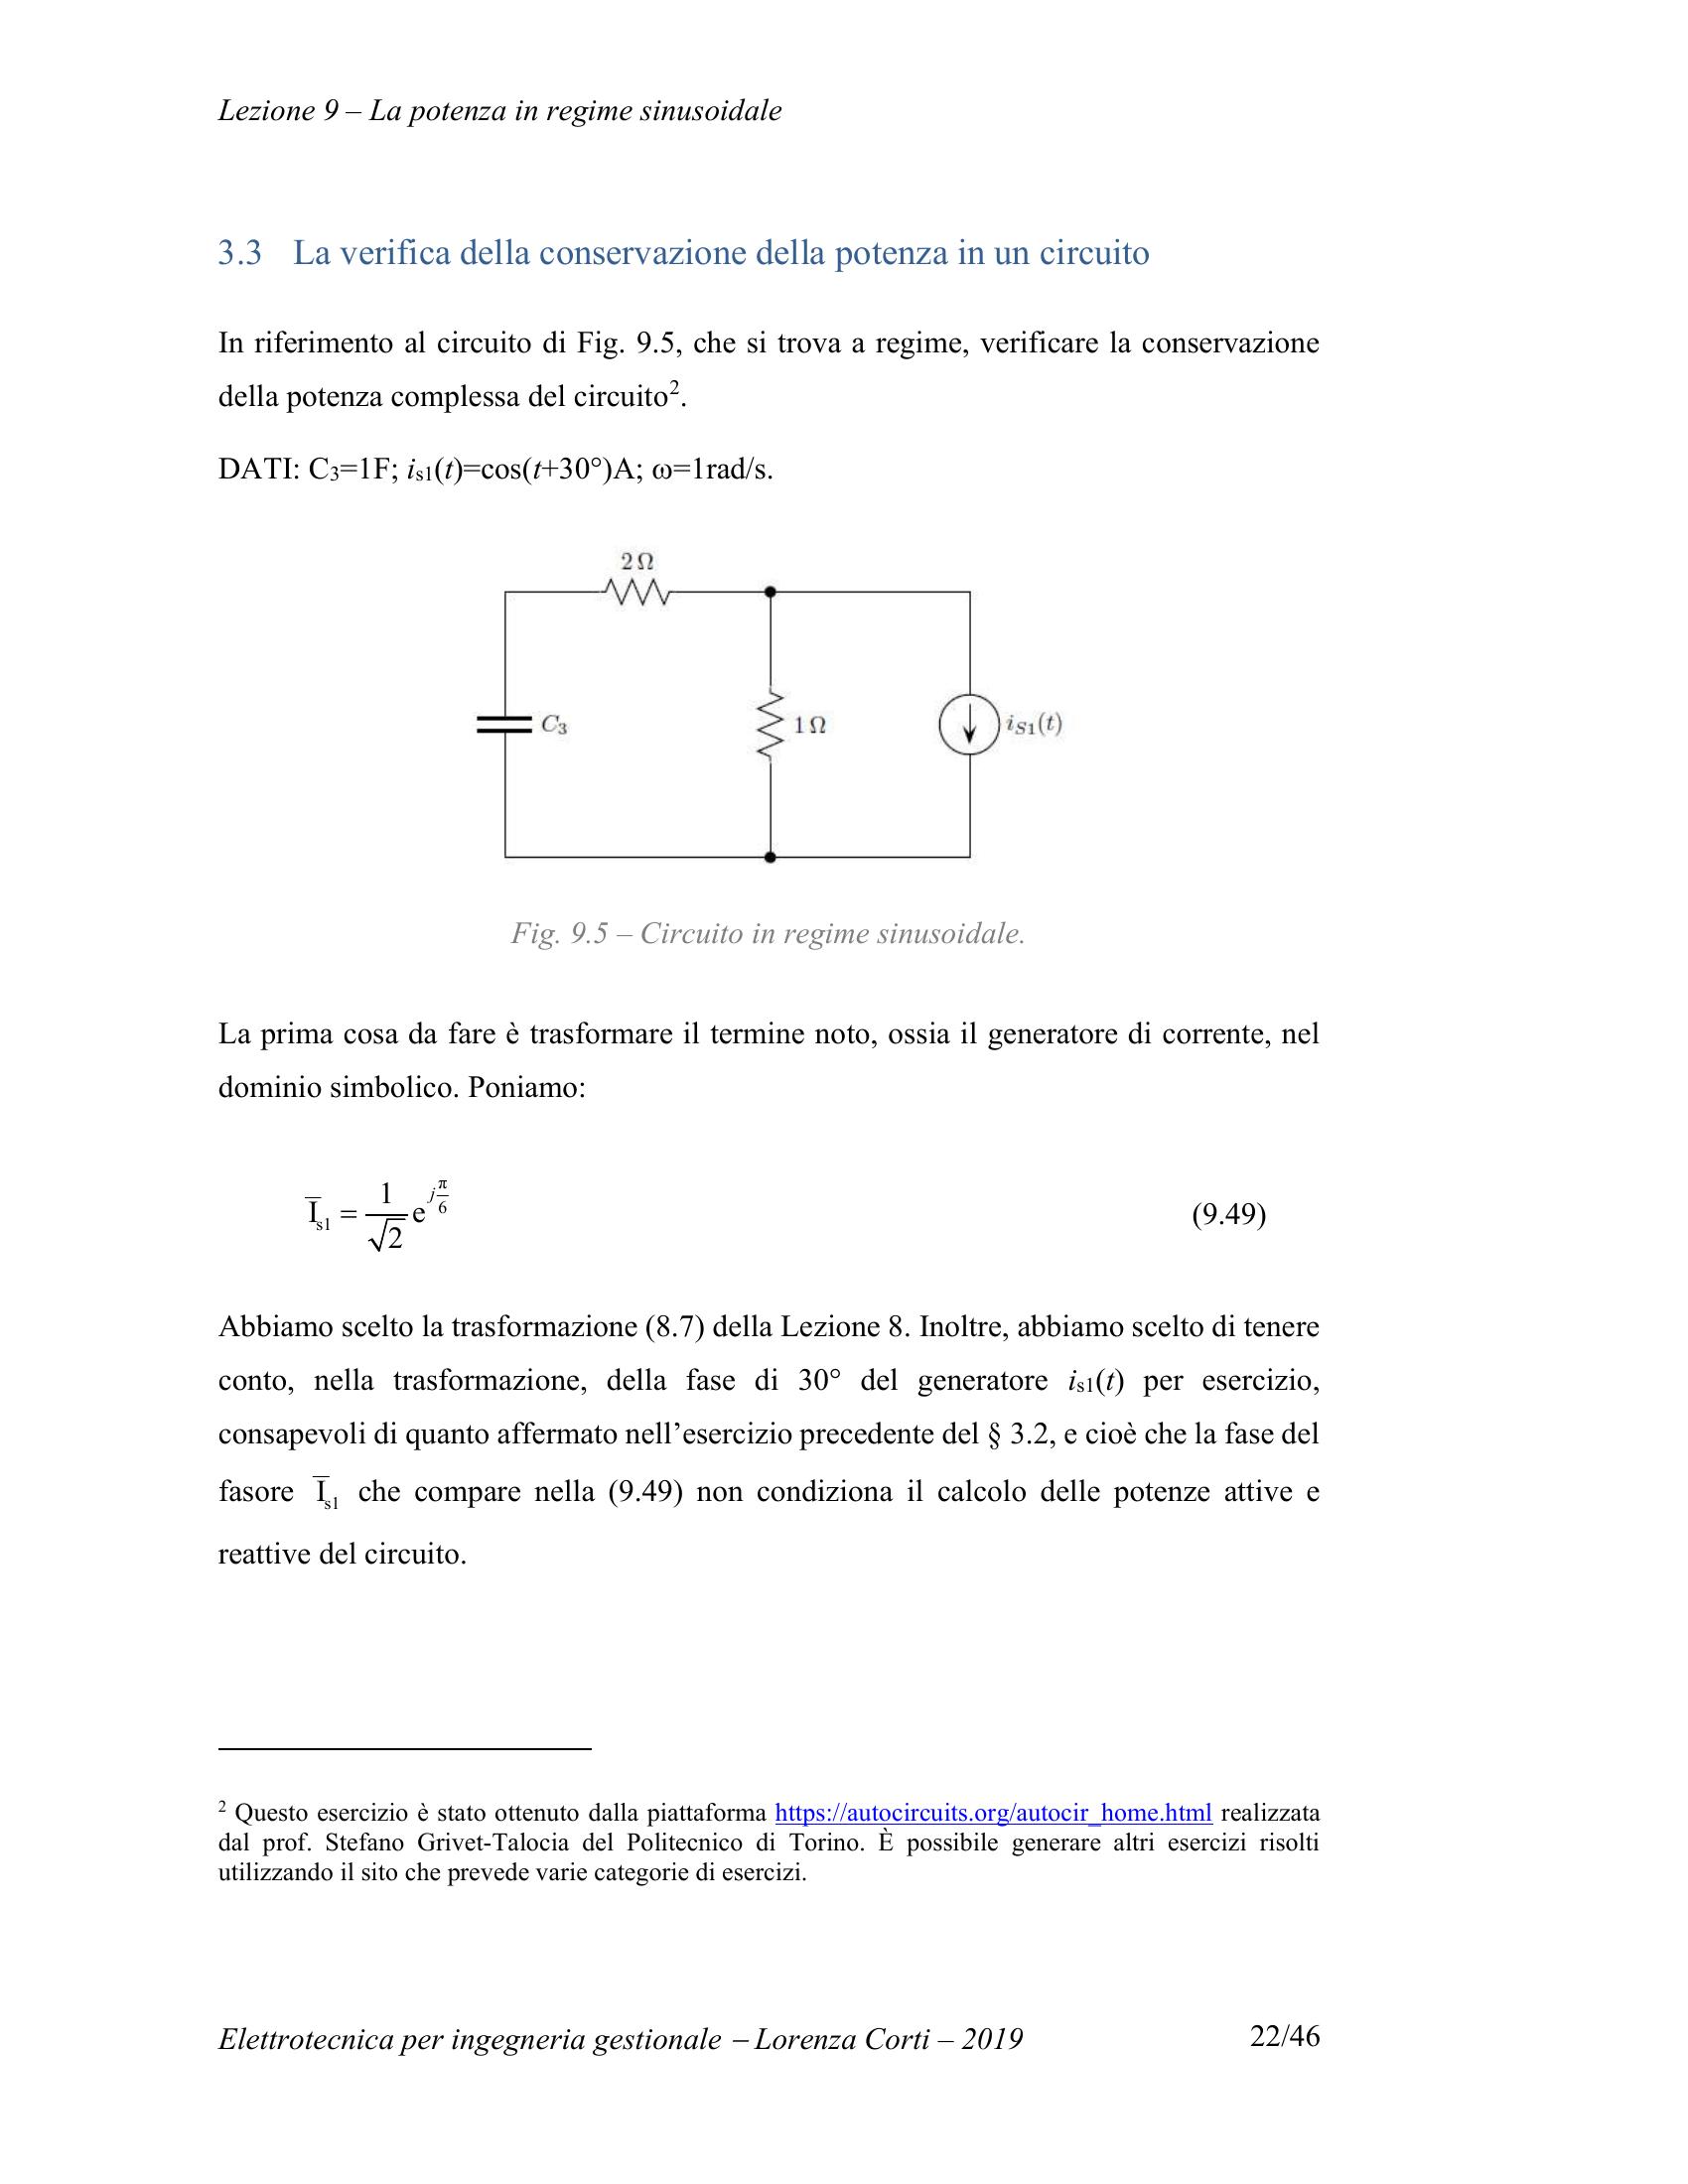 Lezione 9 – La potenza in regime sinusoidale
3.3 La verifica della conservazione della potenza in un circuito
In riferimento al circuito di Fig. 9.5, che si trova a regime, verificare la conservazione
della potenza complessa del circuito².
DATI: C₃=1F; iₛ₁(t)=cos(t+30°)A; ω=1rad/s.
2 Ω
C₃
1 Ω
i_{S1}(t)
Fig. 9.5 – Circuito in regime sinusoidale.
La prima cosa da fare è trasformare il termine noto, ossia il generatore di corrente, nel
dominio simbolico. Poniamo:
\overline{I}_{s1} = \frac{1}{\sqrt{2}} e^{j\frac{\pi}{6}} (9.49)
Abbiamo scelto la trasformazione (8.7) della Lezione 8. Inoltre, abbiamo scelto di tenere
conto, nella trasformazione, della fase di 30° del generatore iₛ₁(t) per esercizio,
consapevoli di quanto affermato nell’esercizio precedente del § 3.2, e cioè che la fase del
fasore \overline{I}_{s1} che compare nella (9.49) non condiziona il calcolo delle potenze attive e
reattive del circuito.
² Questo esercizio è stato ottenuto dalla piattaforma https://autocircuits.org/autocir_home.html realizzata
dal prof. Stefano Grivet-Talocia del Politecnico di Torino. È possibile generare altri esercizi risolti
utilizzando il sito che prevede varie categorie di esercizi.
Elettrotecnica per ingegneria gestionale – Lorenza Corti – 2019 22/46